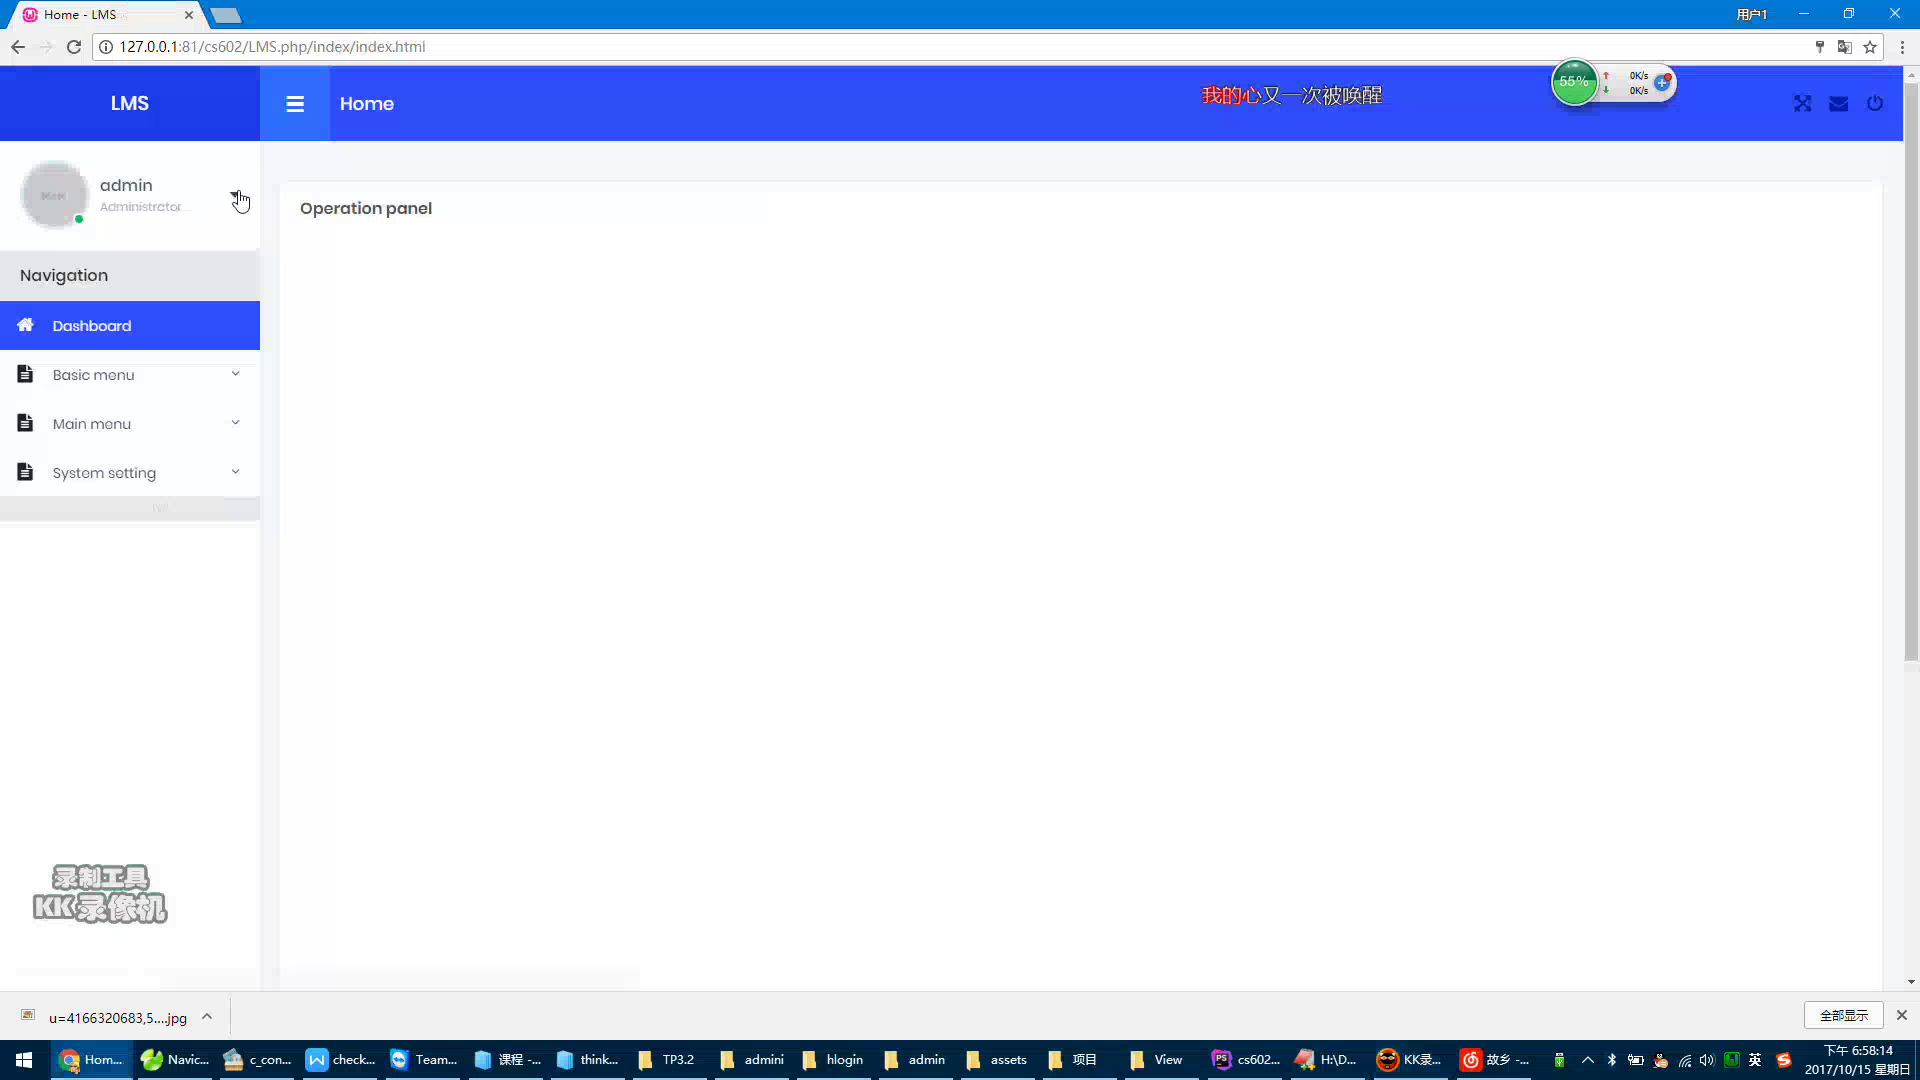 Home - LMS
用户1
127.0.0.1:81/cs602/LMS.php/index/index.html
LMS
Home
我的心又一次被唤醒
55%
0K/s
0K/s
admin
Administrator
Operation panel
Navigation
Dashboard
Basic menu
Main menu
System setting
录制工具
KK录像机
u=4166320683,5....jpg
全部显示
Hom...
Navic...
c_con...
check...
Team...
课程 -...
think...
TP3.2
admini
hlogin
admin
assets
项目
View
cs602...
H:\D...
KK录...
故乡 -...
英
下午 6:58:14
2017/10/15 星期日